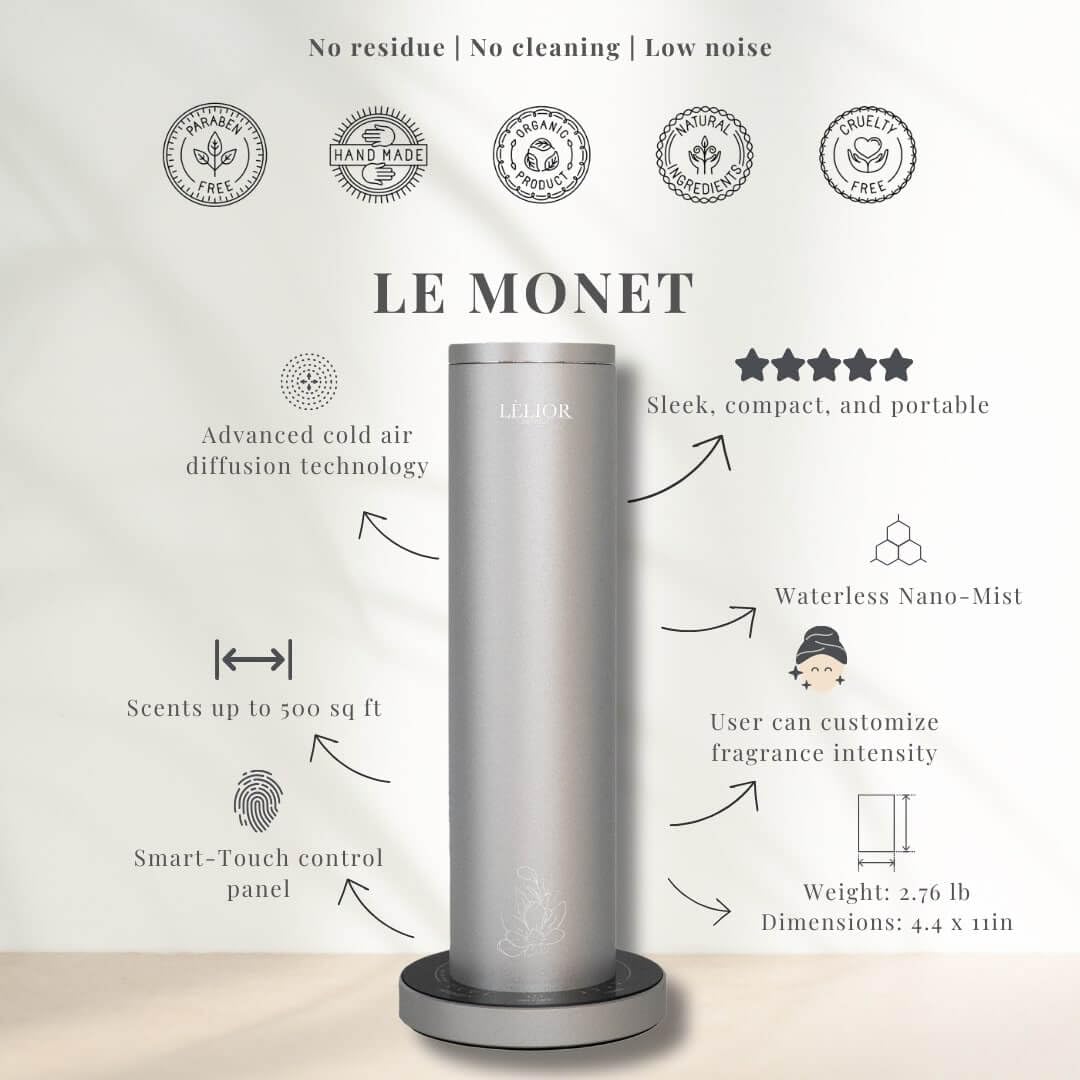 No residue | No cleaning | Low noise
PARABEN
FREE
HAND MADE
ORGANIC
PRODUCT
NATURAL
INGREDIENTS
CRUELTY
FREE
LE MONET
LÈLIOR
Sleek, compact, and portable
Advanced cold air
diffusion technology
Waterless Nano-Mist
Scents up to 500 sq ft
User can customize
fragrance intensity
Smart-Touch control
panel
Weight: 2.76 lb
Dimensions: 4.4 x 11in